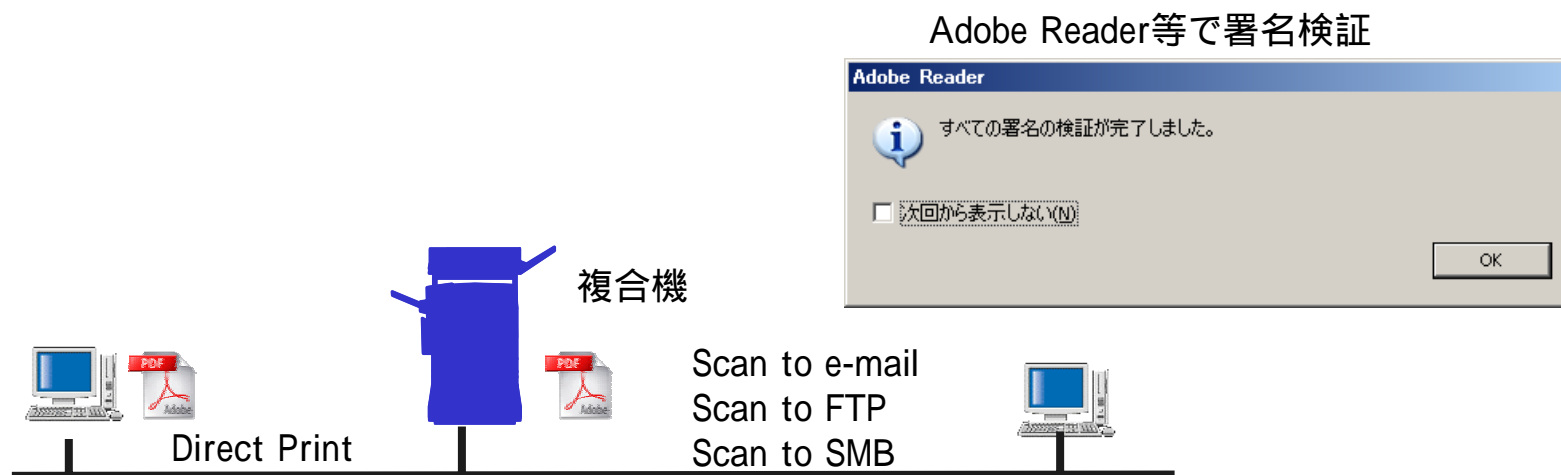 Adobe Reader等で署名検証
Adobe Reader
すべての署名の検証が完了しました。
次回から表示しない(N)
OK
複合機
PDF
Adobe
PDF
Adobe
Scan to e-mail
Scan to FTP
Scan to SMB
Direct Print